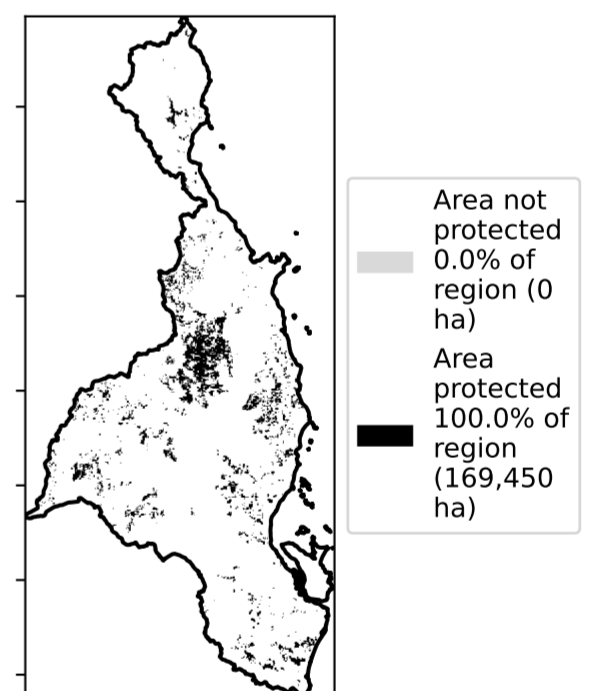 Area not
protected
0.0% of
region (0
ha)
Area
protected
100.0% of
region
(169,450
ha)